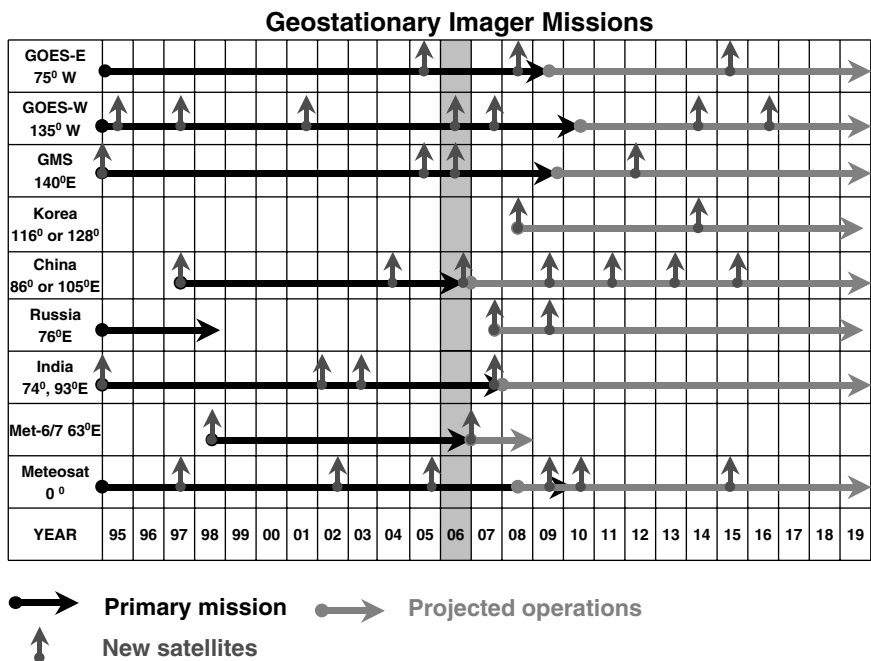 Geostationary Imager Missions
GOES-E
75⁰ W
GOES-W
135⁰ W
GMS
140⁰E
Korea
116⁰ or 128⁰
China
86⁰ or 105⁰E
Russia
76⁰E
India
74⁰, 93⁰E
Met-6/7 63⁰E
Meteosat
0 ⁰
YEAR 95 96 97 98 99 00 01 02 03 04 05 06 07 08 09 10 11 12 13 14 15 16 17 18 19
Primary mission Projected operations
New satellites